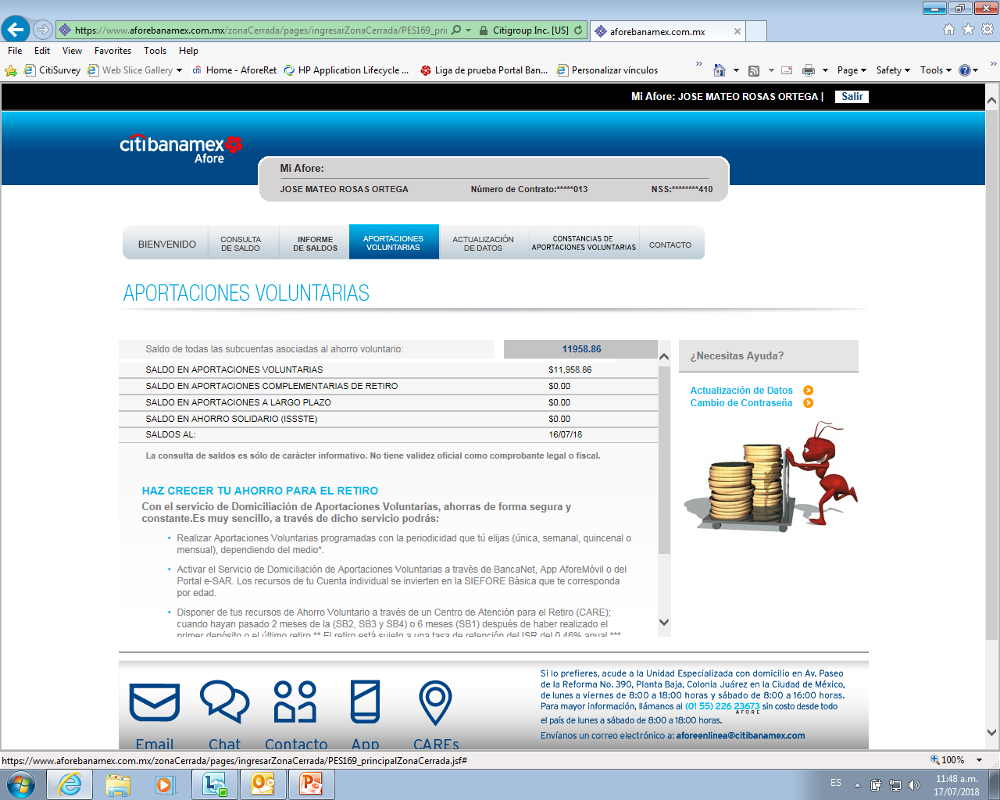 https://www.aforebanamex.com.mx/zonaCerrada/pages/ingresarZonaCerrada/PES169_pri
Citigroup Inc. [US]
aforebanamex.com.mx
File Edit View Favorites Tools Help
CitiSurvey Web Slice Gallery Home - AforeRet HP Application Lifecycle ... Liga de prueba Portal Ban... Personalizar vínculos
Page Safety Tools
Mi Afore: JOSE MATEO ROSAS ORTEGA | Salir
citibanamex
Afore
Mi Afore:
JOSE MATEO ROSAS ORTEGA Número de Contrato:*****013 NSS:********410
BIENVENIDO
CONSULTA
DE SALDO
INFORME
DE SALDOS
APORTACIONES
VOLUNTARIAS
ACTUALIZACIÓN
DE DATOS
CONSTANCIAS DE
APORTACIONES VOLUNTARIAS
CONTACTO
APORTACIONES VOLUNTARIAS
Saldo de todas las subcuentas asociadas al ahorro voluntario: 11958.86
SALDO EN APORTACIONES VOLUNTARIAS $11,958.86
SALDO EN APORTACIONES COMPLEMENTARIAS DE RETIRO $0.00
SALDO EN APORTACIONES A LARGO PLAZO $0.00
SALDO EN AHORRO SOLIDARIO (ISSSTE) $0.00
SALDOS AL: 16/07/18
La consulta de saldos es sólo de carácter informativo. No tiene validez oficial como comprobante legal o fiscal.
HAZ CRECER TU AHORRO PARA EL RETIRO
Con el servicio de Domiciliación de Aportaciones Voluntarias, ahorras de forma segura y
constante.Es muy sencillo, a través de dicho servicio podrás:
• Realizar Aportaciones Voluntarias programadas con la periodicidad que tú elijas (única, semanal, quincenal o
mensual), dependiendo del medio*.
• Activar el Servicio de Domiciliación de Aportaciones Voluntarias a través de BancaNet, App AforeMóvil o del
Portal e-SAR. Los recursos de tu Cuenta individual se invierten en la SIEFORE Básica que te corresponda
por edad.
• Disponer de tus recursos de Ahorro Voluntario a través de un Centro de Atención para el Retiro (CARE);
cuando hayan pasado 2 meses de la (SB2, SB3 y SB4) o 6 meses (SB1) después de haber realizado el
primer depósito o el último retiro.** El retiro está sujeto a una tasa de retención del ISR del 0.46% anual.***
¿Necesitas Ayuda?
Actualización de Datos
Cambio de Contraseña
Email Chat Contacto App CAREs
Si lo prefieres, acude a la Unidad Especializada con domicilio en Av. Paseo
de la Reforma No. 390, Planta Baja, Colonia Juárez en la Ciudad de México,
de lunes a viernes de 8:00 a 18:00 horas y sábado de 8:00 a 16:00 horas.
Para mayor información, llámanos al (01 55) 226 23673 sin costo desde todo
AFORE
el país de lunes a sábado de 8:00 a 18:00 horas.
Envíanos un correo electrónico a: aforeenlinea@citibanamex.com
https://www.aforebanamex.com.mx/zonaCerrada/pages/ingresarZonaCerrada/PES169_principalZonaCerrada.jsf#
100%
ES
11:48 a.m.
17/07/2018